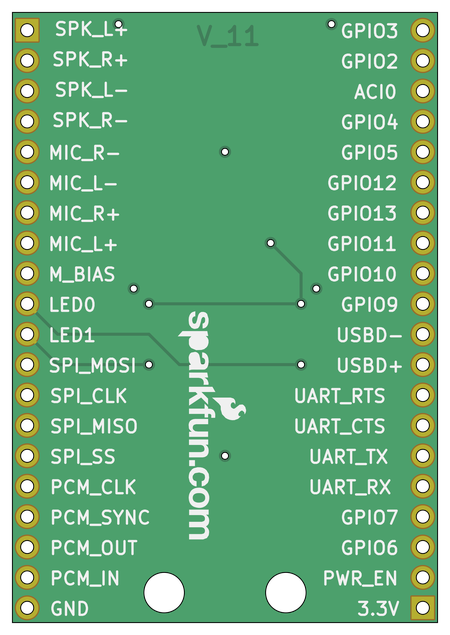 SPK_L+
V_11
GPIO3
SPK_R+
GPIO2
SPK_L-
ACIO
SPK_R-
GPIO4
MIC_R-
GPIO5
MIC_L-
GPIO12
MIC_R+
GPIO13
MIC_L+
GPIO11
M_BIAS
GPIO10
LED0
GPIO9
LED1
USBD-
SPI_MOSI
USBD+
SPI_CLK
UART_RTS
SPI_MISO
UART_CTS
SPI_SS
UART_TX
PCM_CLK
UART_RX
PCM_SYNC
GPIO7
PCM_OUT
GPIO6
PCM_IN
PWR_EN
GND
3.3V
sparkfun.com